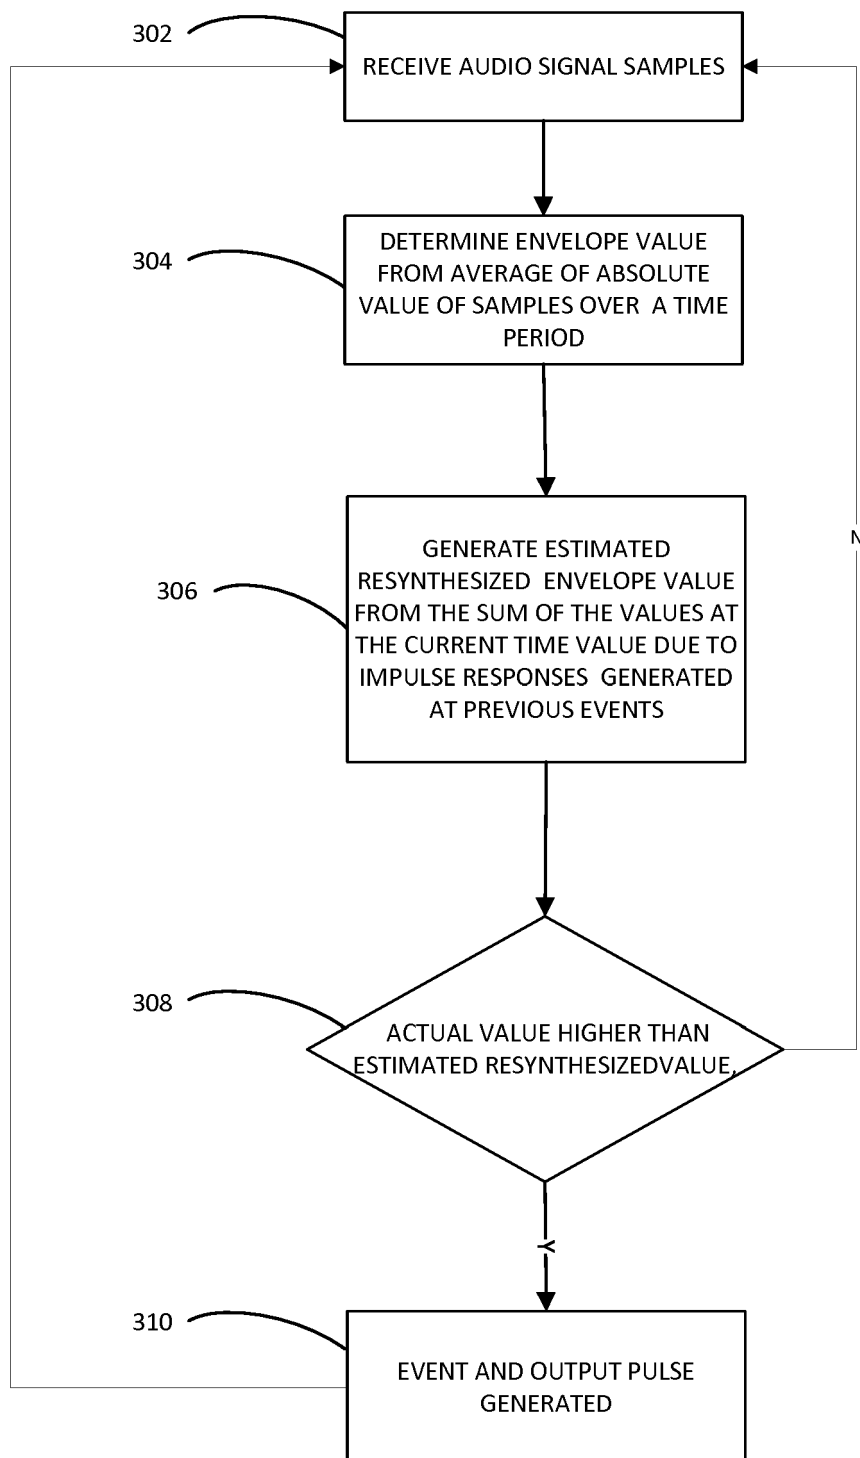 302
RECEIVE AUDIO SIGNAL SAMPLES
304
DETERMINE ENVELOPE VALUE
FROM AVERAGE OF ABSOLUTE
VALUE OF SAMPLES OVER A TIME
PERIOD
306
GENERATE ESTIMATED
RESYNTHESIZED ENVELOPE VALUE
FROM THE SUM OF THE VALUES AT
THE CURRENT TIME VALUE DUE TO
IMPULSE RESPONSES GENERATED
AT PREVIOUS EVENTS
N
308
ACTUAL VALUE HIGHER THAN
ESTIMATED RESYNTHESIZEDVALUE,
Y
310
EVENT AND OUTPUT PULSE
GENERATED